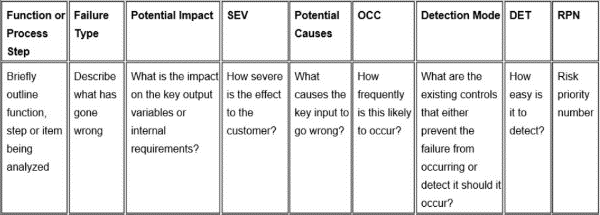 Function or
Process
Step
Failure
Type
Potential Impact
SEV
Potential
Causes
OCC
Detection Mode
DET
RPN
Briefly
outline
function,
step or item
being
analyzed
Describe
what has
gone
wrong
What is the impact
on the key output
variables or
internal
requirements?
How severe
is the effect
to the
customer?
What
causes the
key input to
go wrong?
How
frequently
is this likely
to occur?
What are the
existing controls
that either
prevent the
failure from
occurring or
detect it should it
occur?
How
easy is
it to
detect?
Risk
priority
number